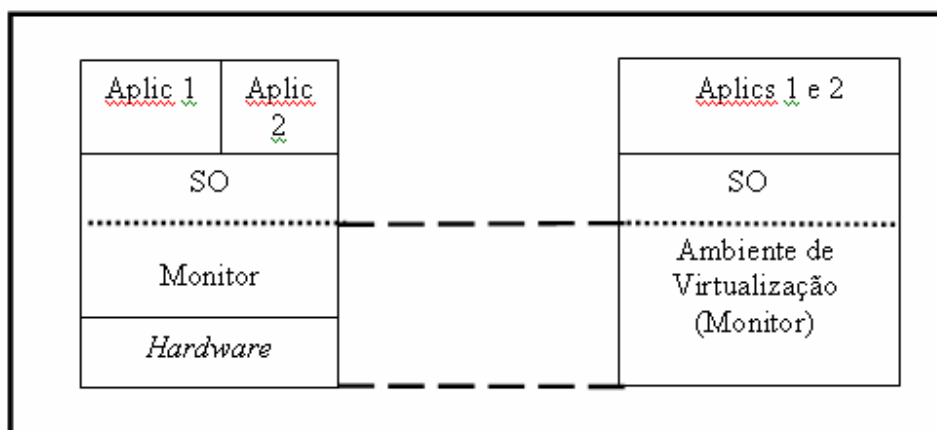 Aplic 1
Aplic
2
SO
Monitor
Hardware
Aplics 1 e 2
SO
Ambiente de
Virtualização
(Monitor)